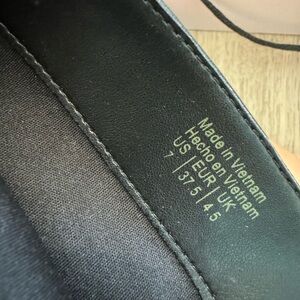 Made in Vietnam
Hecho en Vietnam
US | EUR | UK
7 | 37.5 | 4.5